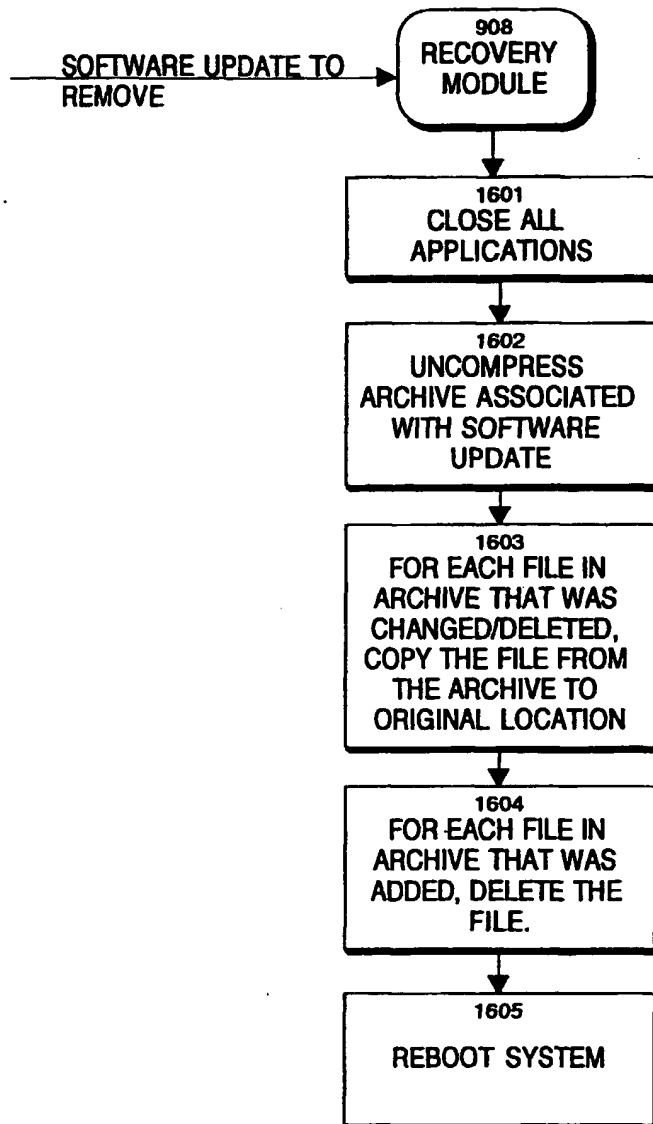 908
RECOVERY
MODULE
SOFTWARE UPDATE TO
REMOVE
1601
CLOSE ALL
APPLICATIONS
1602
UNCOMPRESS
ARCHIVE ASSOCIATED
WITH SOFTWARE
UPDATE
1603
FOR EACH FILE IN
ARCHIVE THAT WAS
CHANGED/DELETED,
COPY THE FILE FROM
THE ARCHIVE TO
ORIGINAL LOCATION
1604
FOR EACH FILE IN
ARCHIVE THAT WAS
ADDED, DELETE THE
FILE.
1605
REBOOT SYSTEM